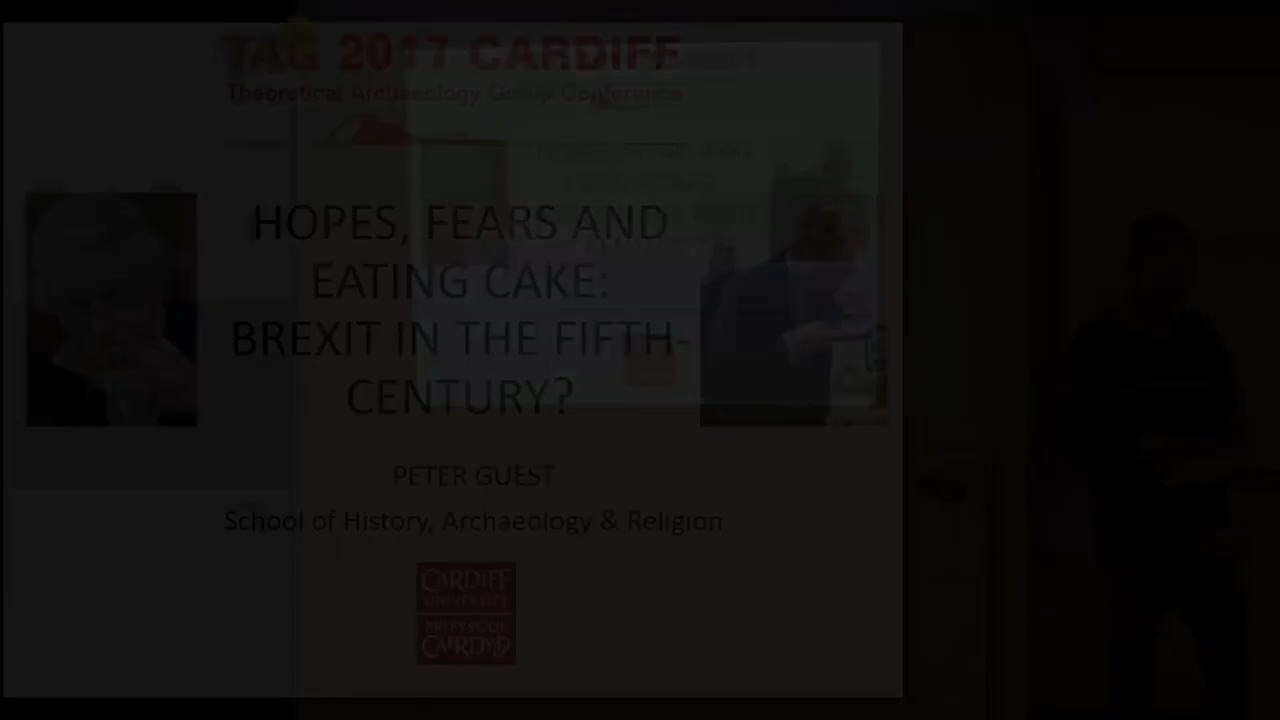 TAG 2017 CARDIFF
Theoretical Archaeology Group Conference
HOPES, FEARS AND
EATING CAKE:
BREXIT IN THE FIFTH-
CENTURY?
PETER GUEST
School of History, Archaeology & Religion
CARDIFF
UNIVERSITY
PRIFYSGOL
CAERDYDD